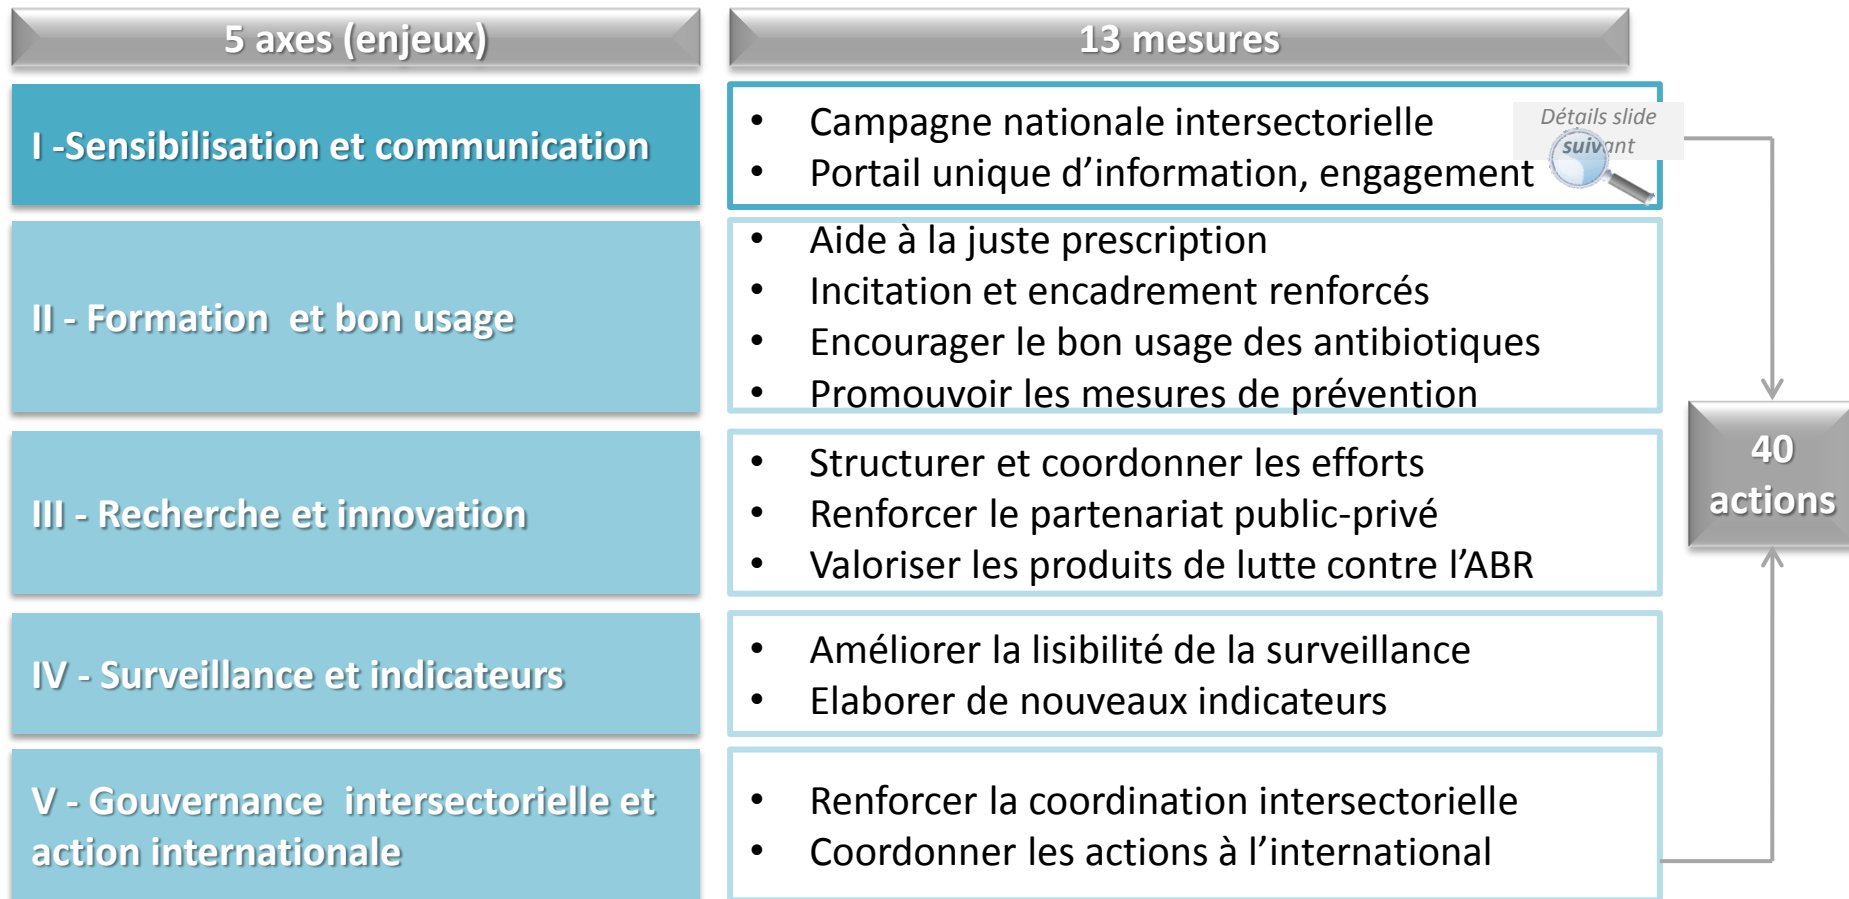 5 axes (enjeux)
13 mesures
I -Sensibilisation et communication
• Campagne nationale intersectorielle
• Portail unique d’information, engagement
Détails slide
suivant
II - Formation  et bon usage
• Aide à la juste prescription
• Incitation et encadrement renforcés
• Encourager le bon usage des antibiotiques
• Promouvoir les mesures de prévention
III - Recherche et innovation
• Structurer et coordonner les efforts
• Renforcer le partenariat public-privé
• Valoriser les produits de lutte contre l’ABR
40
actions
IV - Surveillance et indicateurs
• Améliorer la lisibilité de la surveillance
• Elaborer de nouveaux indicateurs
V - Gouvernance  intersectorielle et
action internationale
• Renforcer la coordination intersectorielle
• Coordonner les actions à l’international